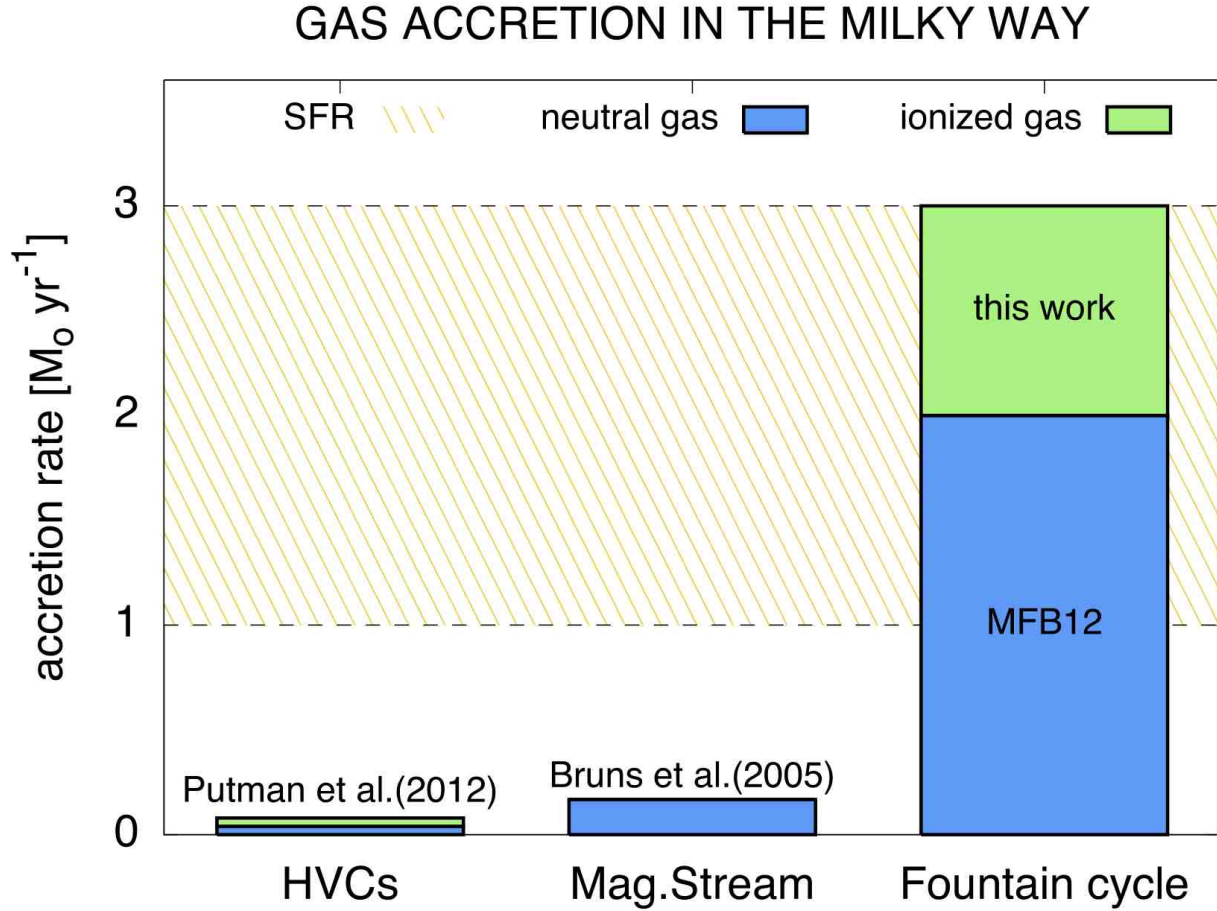 GAS ACCRETION IN THE MILKY WAY
SFR neutral gas ionized gas
3
2
1
0
accretion rate [M₀ yr⁻¹]
this work
MFB12
Putman et al.(2012)
Bruns et al.(2005)
HVCs Mag.Stream Fountain cycle